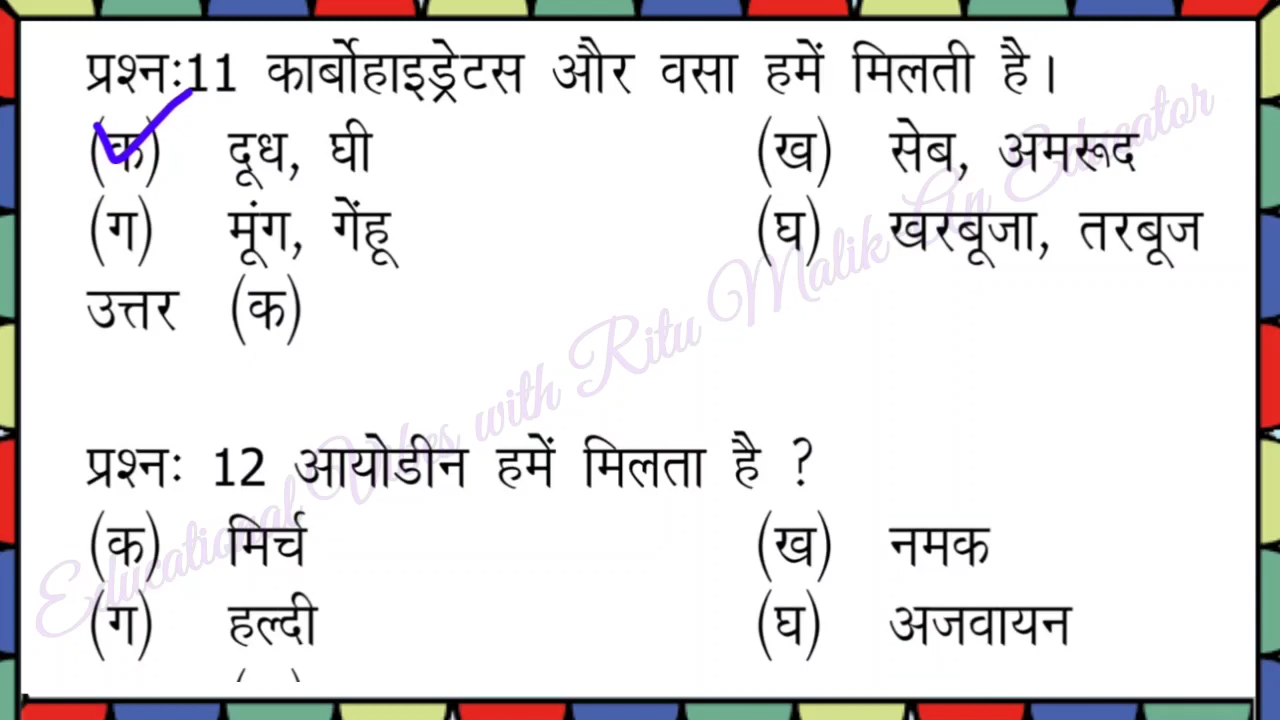 प्रश्नः11 कार्बोहाइड्रेटस और वसा हमें मिलती है।
(क) दूध, घी (ख) सेब, अमरूद
(ग) मूंग, गेंहू (घ) खरबूजा, तरबूज
उत्तर (क)
Educational Vibes with Ritu Malik An Educator
प्रश्नः 12 आयोडीन हमें मिलता है ?
(क) मिर्च (ख) नमक
(ग) हल्दी (घ) अजवायन